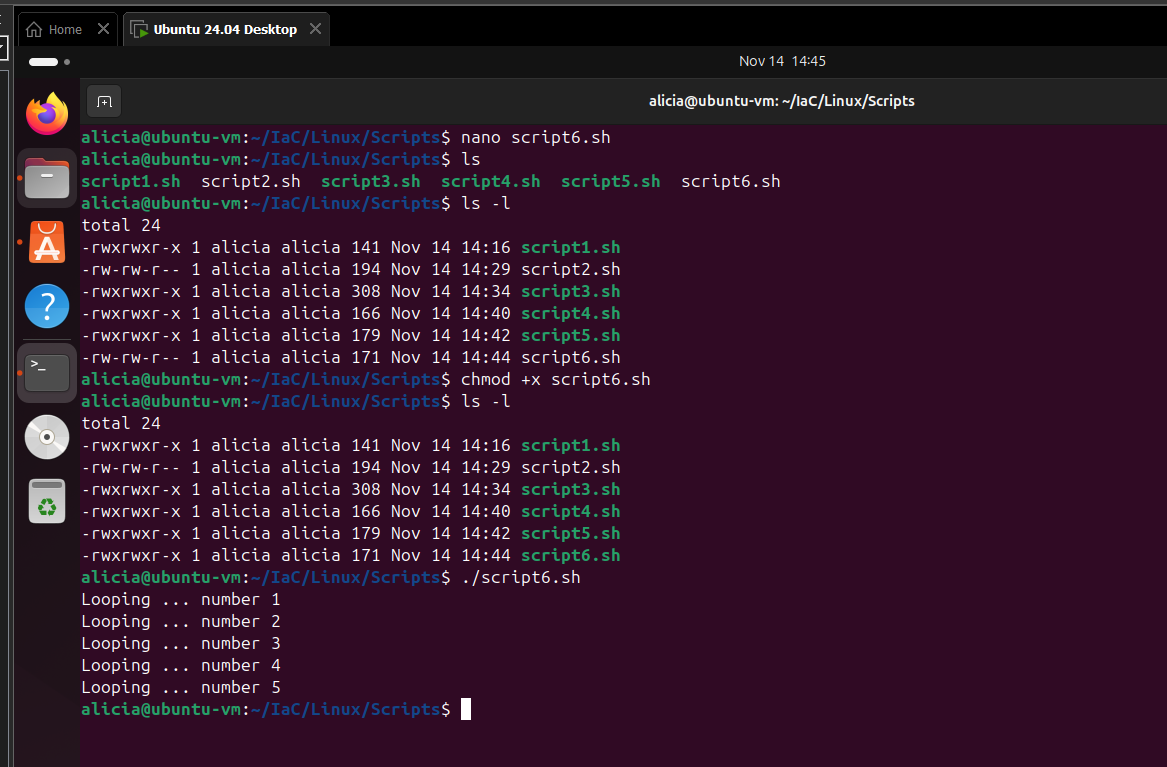 Home
Ubuntu 24.04 Desktop
Nov 14 14:45
alicia@ubuntu-vm: ~/IaC/Linux/Scripts
alicia@ubuntu-vm:~/IaC/Linux/Scripts$ nano script6.sh
alicia@ubuntu-vm:~/IaC/Linux/Scripts$ ls
script1.sh script2.sh script3.sh script4.sh script5.sh script6.sh
alicia@ubuntu-vm:~/IaC/Linux/Scripts$ ls -l
total 24
-rwxrwxr-x 1 alicia alicia 141 Nov 14 14:16 script1.sh
-rw-rw-r-- 1 alicia alicia 194 Nov 14 14:29 script2.sh
-rwxrwxr-x 1 alicia alicia 308 Nov 14 14:34 script3.sh
-rwxrwxr-x 1 alicia alicia 166 Nov 14 14:40 script4.sh
-rwxrwxr-x 1 alicia alicia 179 Nov 14 14:42 script5.sh
-rw-rw-r-- 1 alicia alicia 171 Nov 14 14:44 script6.sh
alicia@ubuntu-vm:~/IaC/Linux/Scripts$ chmod +x script6.sh
alicia@ubuntu-vm:~/IaC/Linux/Scripts$ ls -l
total 24
-rwxrwxr-x 1 alicia alicia 141 Nov 14 14:16 script1.sh
-rw-rw-r-- 1 alicia alicia 194 Nov 14 14:29 script2.sh
-rwxrwxr-x 1 alicia alicia 308 Nov 14 14:34 script3.sh
-rwxrwxr-x 1 alicia alicia 166 Nov 14 14:40 script4.sh
-rwxrwxr-x 1 alicia alicia 179 Nov 14 14:42 script5.sh
-rwxrwxr-x 1 alicia alicia 171 Nov 14 14:44 script6.sh
alicia@ubuntu-vm:~/IaC/Linux/Scripts$ ./script6.sh
Looping ... number 1
Looping ... number 2
Looping ... number 3
Looping ... number 4
Looping ... number 5
alicia@ubuntu-vm:~/IaC/Linux/Scripts$